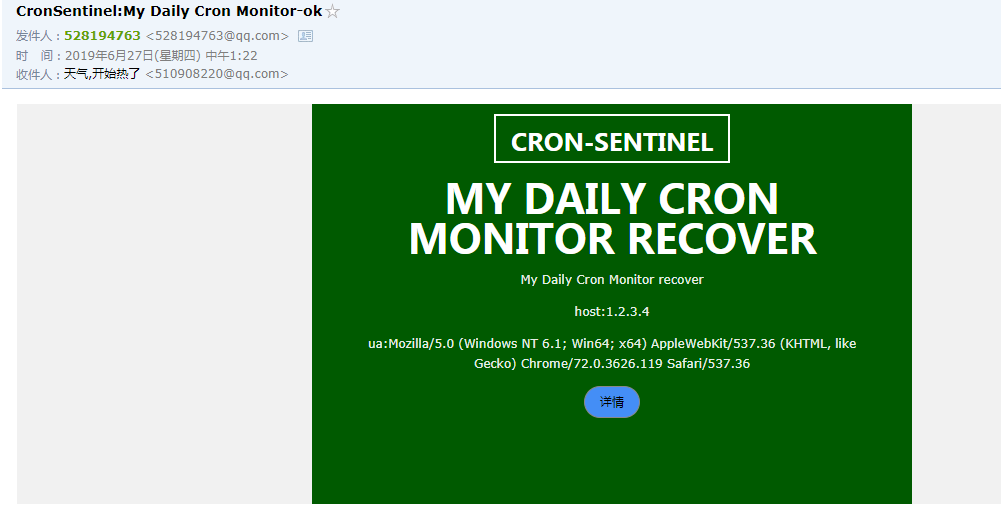 CronSentinel:My Daily Cron Monitor-ok
发件人：528194763 <528194763@qq.com>
时　间：2019年6月27日(星期四) 中午1:22
收件人：天气,开始热了 <510908220@qq.com>
CRON-SENTINEL
MY DAILY CRON
MONITOR RECOVER
My Daily Cron Monitor recover
host:1.2.3.4
ua:Mozilla/5.0 (Windows NT 6.1; Win64; x64) AppleWebKit/537.36 (KHTML, like
Gecko) Chrome/72.0.3626.119 Safari/537.36
详情